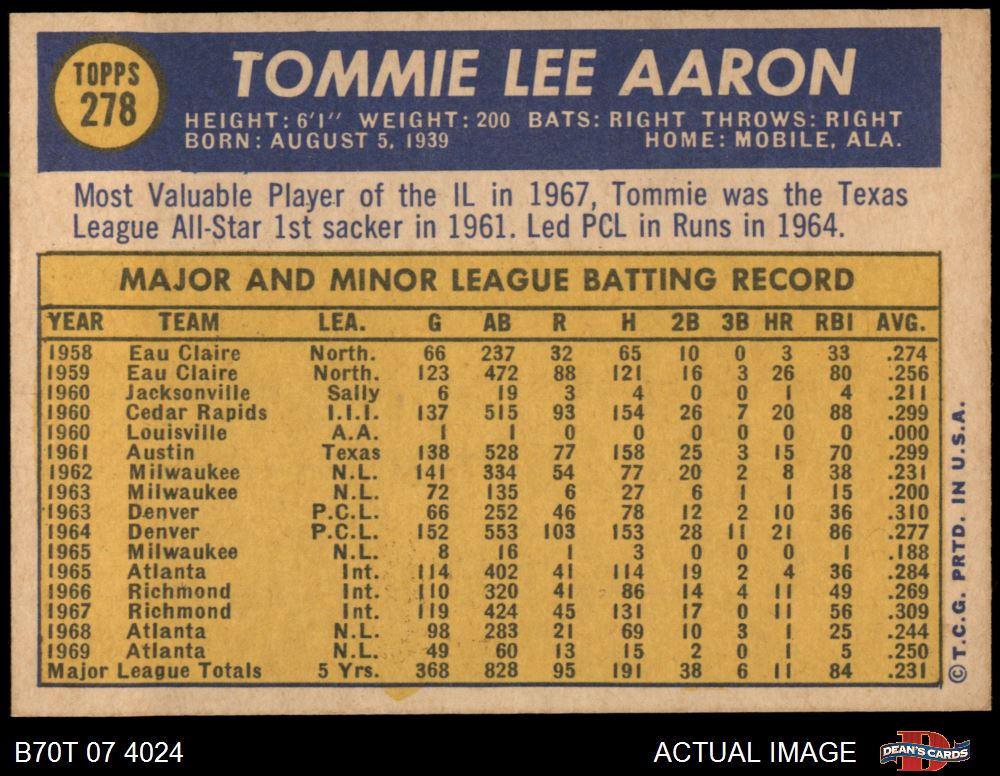 TOPPS
278
TOMMIE LEE AARON
HEIGHT: 6'1" WEIGHT: 200 BATS: RIGHT THROWS: RIGHT
BORN: AUGUST 5, 1939 HOME: MOBILE, ALA.
Most Valuable Player of the IL in 1967, Tommie was the Texas
League All-Star 1st sacker in 1961. Led PCL in Runs in 1964.
MAJOR AND MINOR LEAGUE BATTING RECORD
YEAR TEAM LEA. G AB R H 2B 3B HR RBI AVG.
1958 Eau Claire North. 66 237 32 65 10 0 3 33 .274
1959 Eau Claire North. 123 472 88 121 16 3 26 80 .256
1960 Jacksonville Sally 6 19 3 4 0 0 1 4 .211
1960 Cedar Rapids I.I.I. 137 515 93 154 26 7 20 88 .299
1960 Louisville A.A. 1 1 0 0 0 0 0 0 .000
1961 Austin Texas 138 528 77 158 25 3 15 70 .299
1962 Milwaukee N.L. 141 334 54 77 20 2 8 38 .231
1963 Milwaukee N.L. 72 135 6 27 6 1 1 15 .200
1963 Denver P.C.L. 66 252 46 78 12 2 10 36 .310
1964 Denver P.C.L. 152 553 103 153 28 11 21 86 .277
1965 Milwaukee N.L. 8 16 1 3 0 0 0 1 .188
1965 Atlanta Int. 114 402 41 114 19 2 4 36 .284
1966 Richmond Int. 110 320 41 86 14 4 11 49 .269
1967 Richmond Int. 119 424 45 131 17 0 11 56 .309
1968 Atlanta N.L. 98 283 21 69 10 3 1 25 .244
1969 Atlanta N.L. 49 60 13 15 2 0 1 5 .250
Major League Totals 5 Yrs. 368 828 95 191 38 6 11 84 .231
© T.C.G. PRTD. IN U.S.A.
B70T 07 4024 ACTUAL IMAGE
D
DEAN'S CARDS